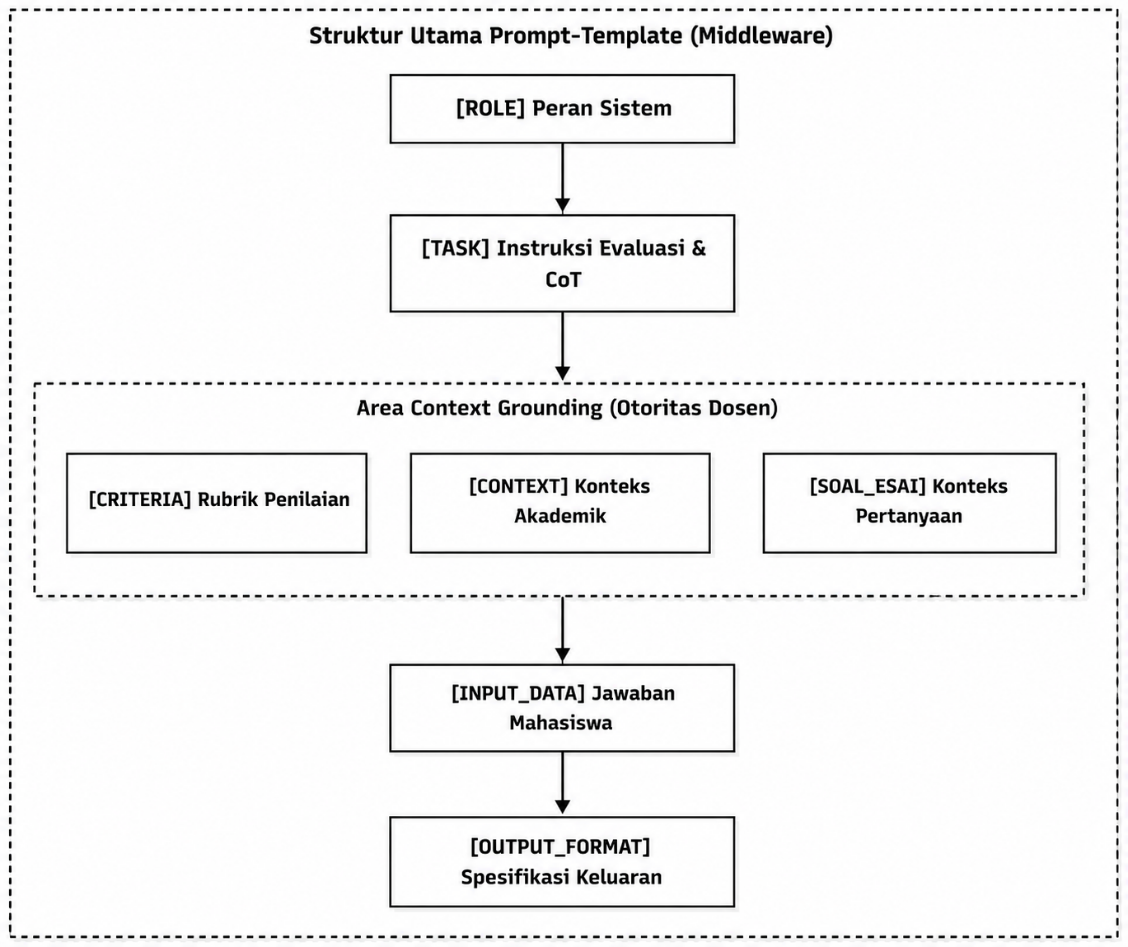 Struktur Utama Prompt-Template (Middleware)
[ROLE] Peran Sistem
[TASK] Instruksi Evaluasi &
CoT
Area Context Grounding (Otoritas Dosen)
[CRITERIA] Rubrik Penilaian
[CONTEXT] Konteks
Akademik
[SOAL_ESAI] Konteks
Pertanyaan
[INPUT_DATA] Jawaban
Mahasiswa
[OUTPUT_FORMAT]
Spesifikasi Keluaran